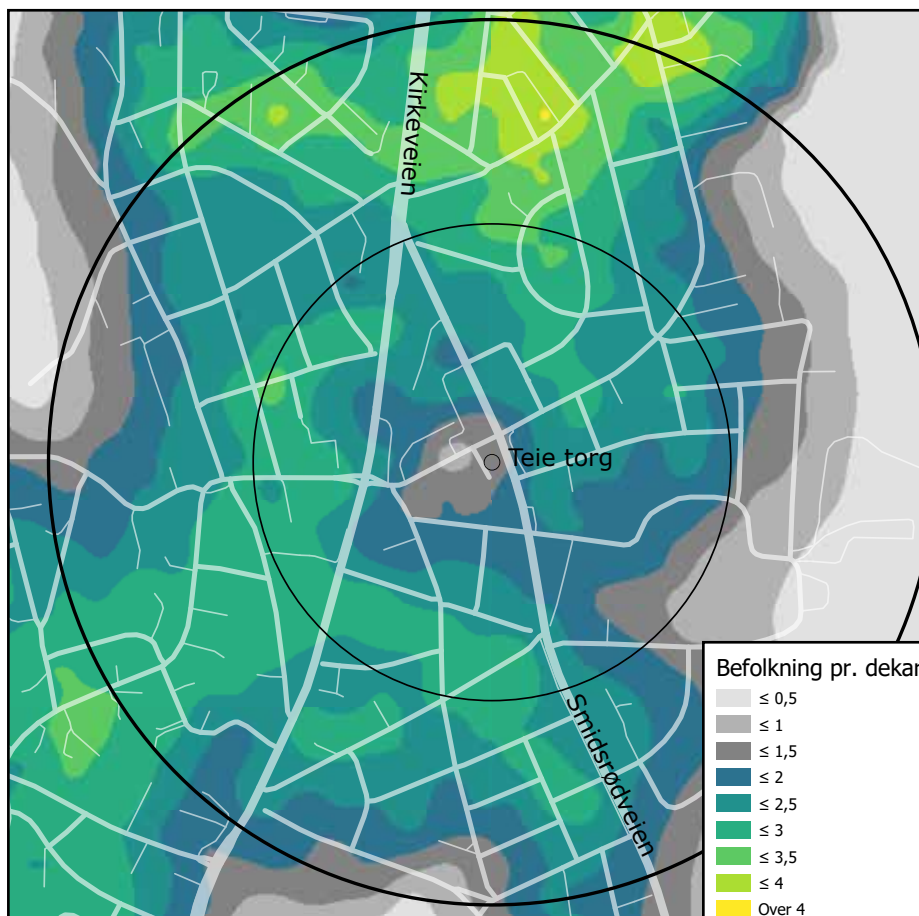 Kirkeveien
Teie torg
Smidsrødveien
Befolkning pr. dekar
≤ 0,5
≤ 1
≤ 1,5
≤ 2
≤ 2,5
≤ 3
≤ 3,5
≤ 4
Over 4